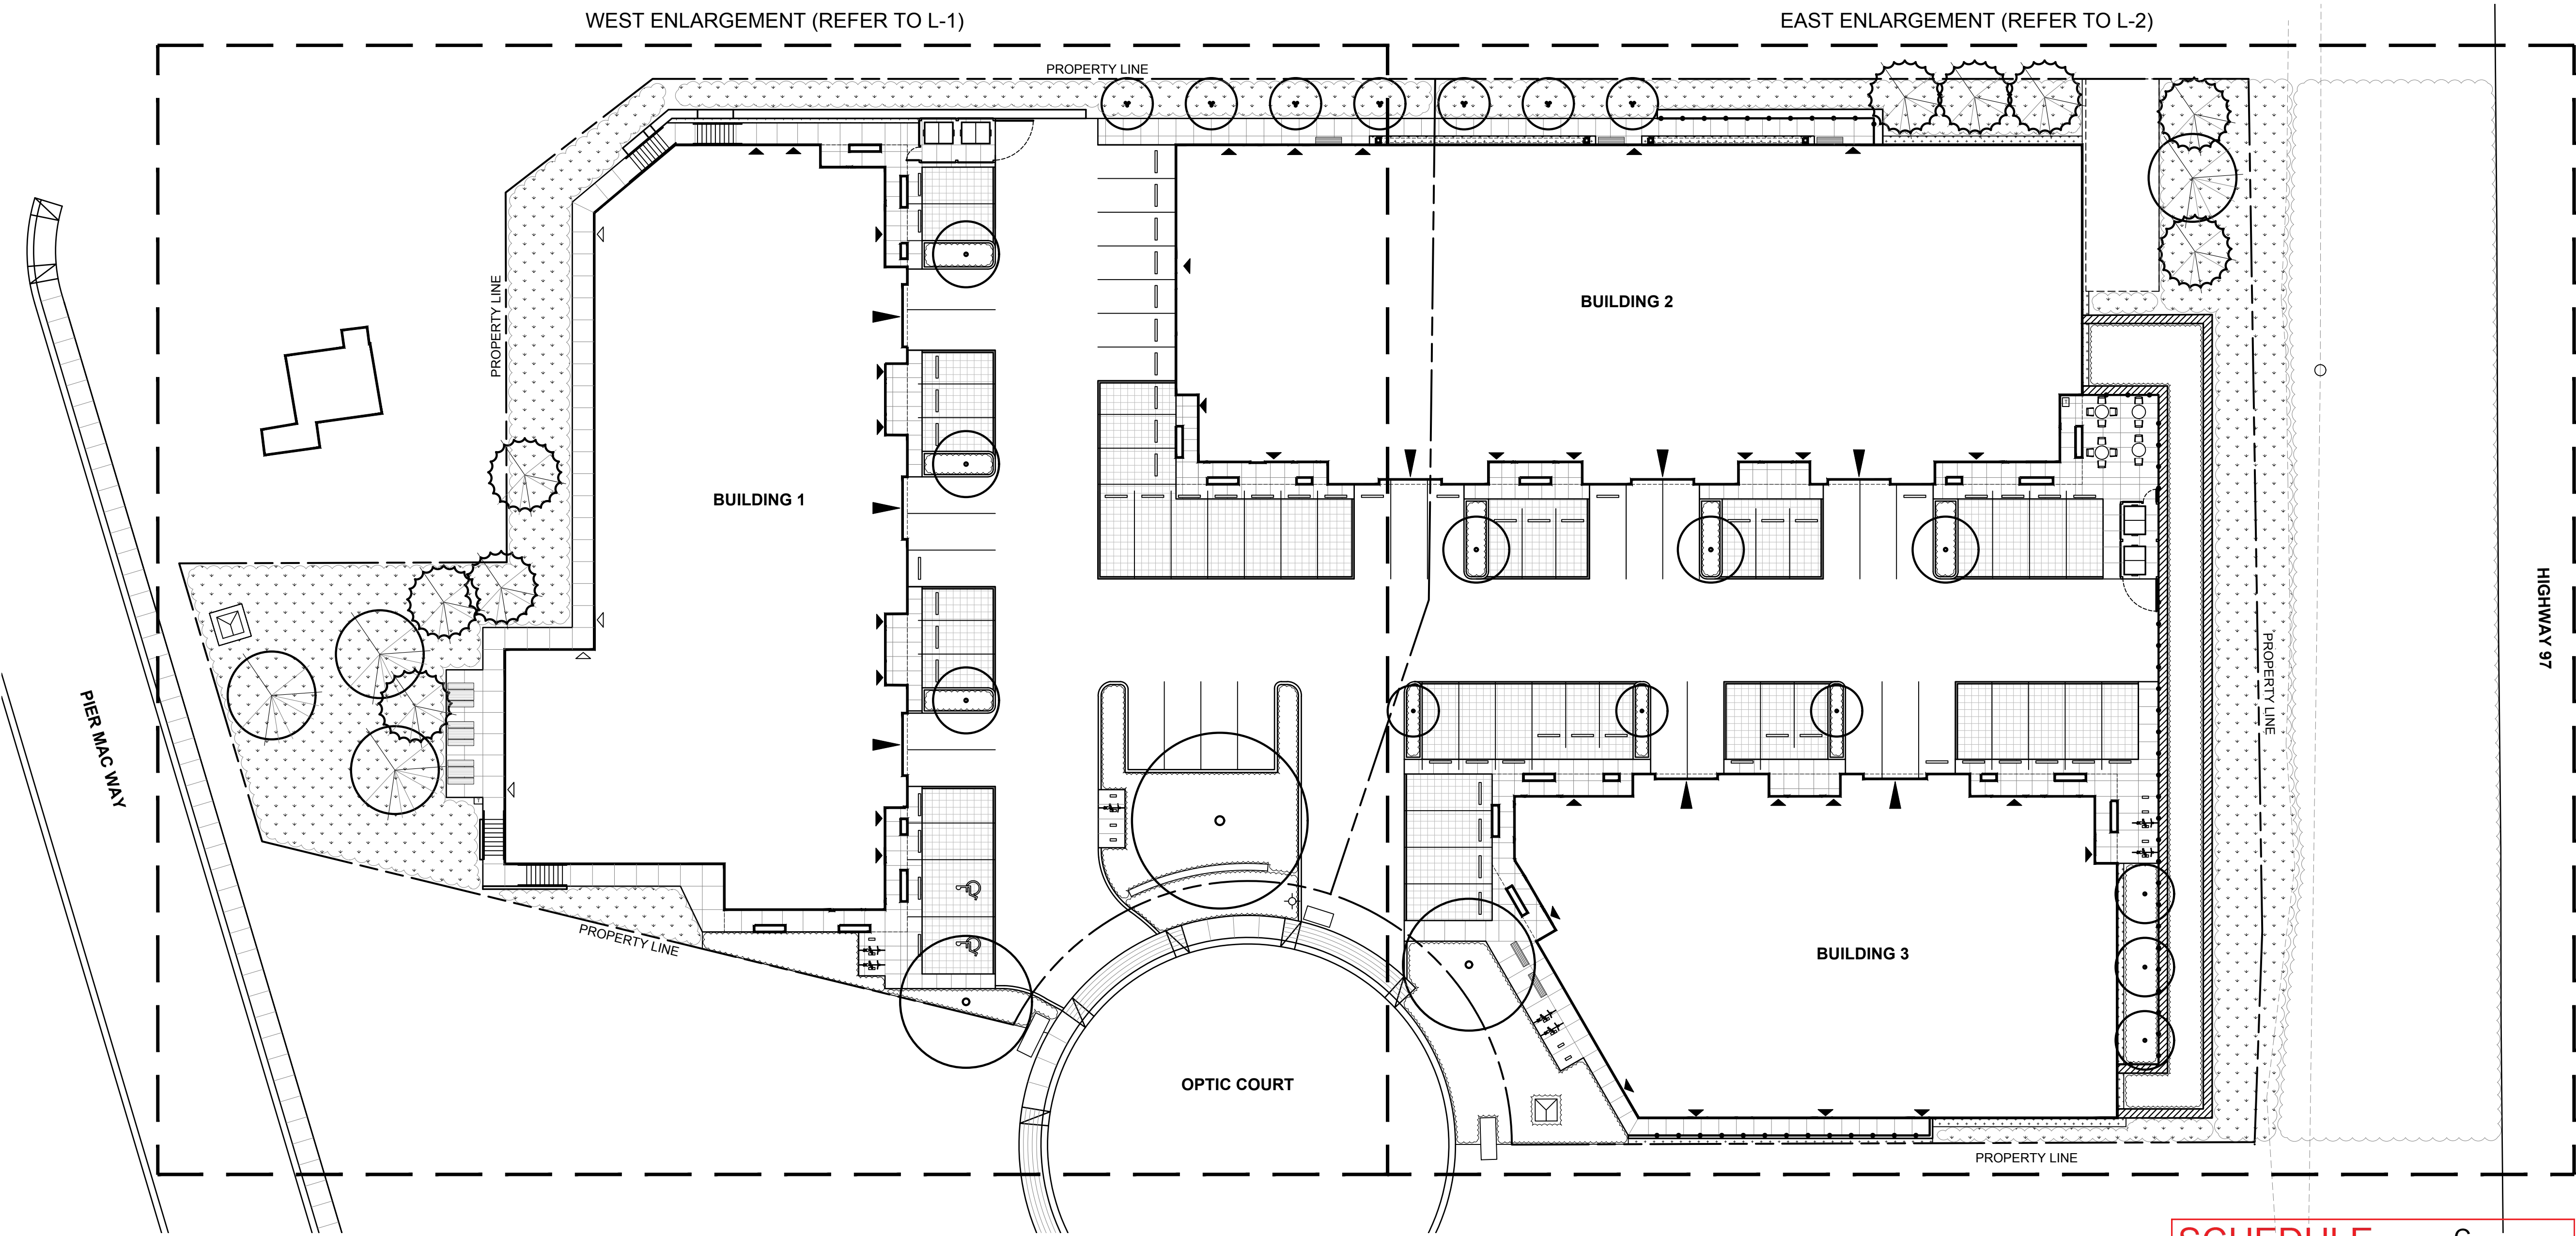 WEST ENLARGEMENT (REFER TO L-1)
EAST ENLARGEMENT (REFER TO L-2)
PROPERTY LINE
PROPERTY LINE
BUILDING 2
BUILDING 1
HIGHWAY 97
PROPERTY LINE
PIER MAC WAY
PROPERTY LINE
BUILDING 3
OPTIC COURT
PROPERTY LINE
SCHEDULE